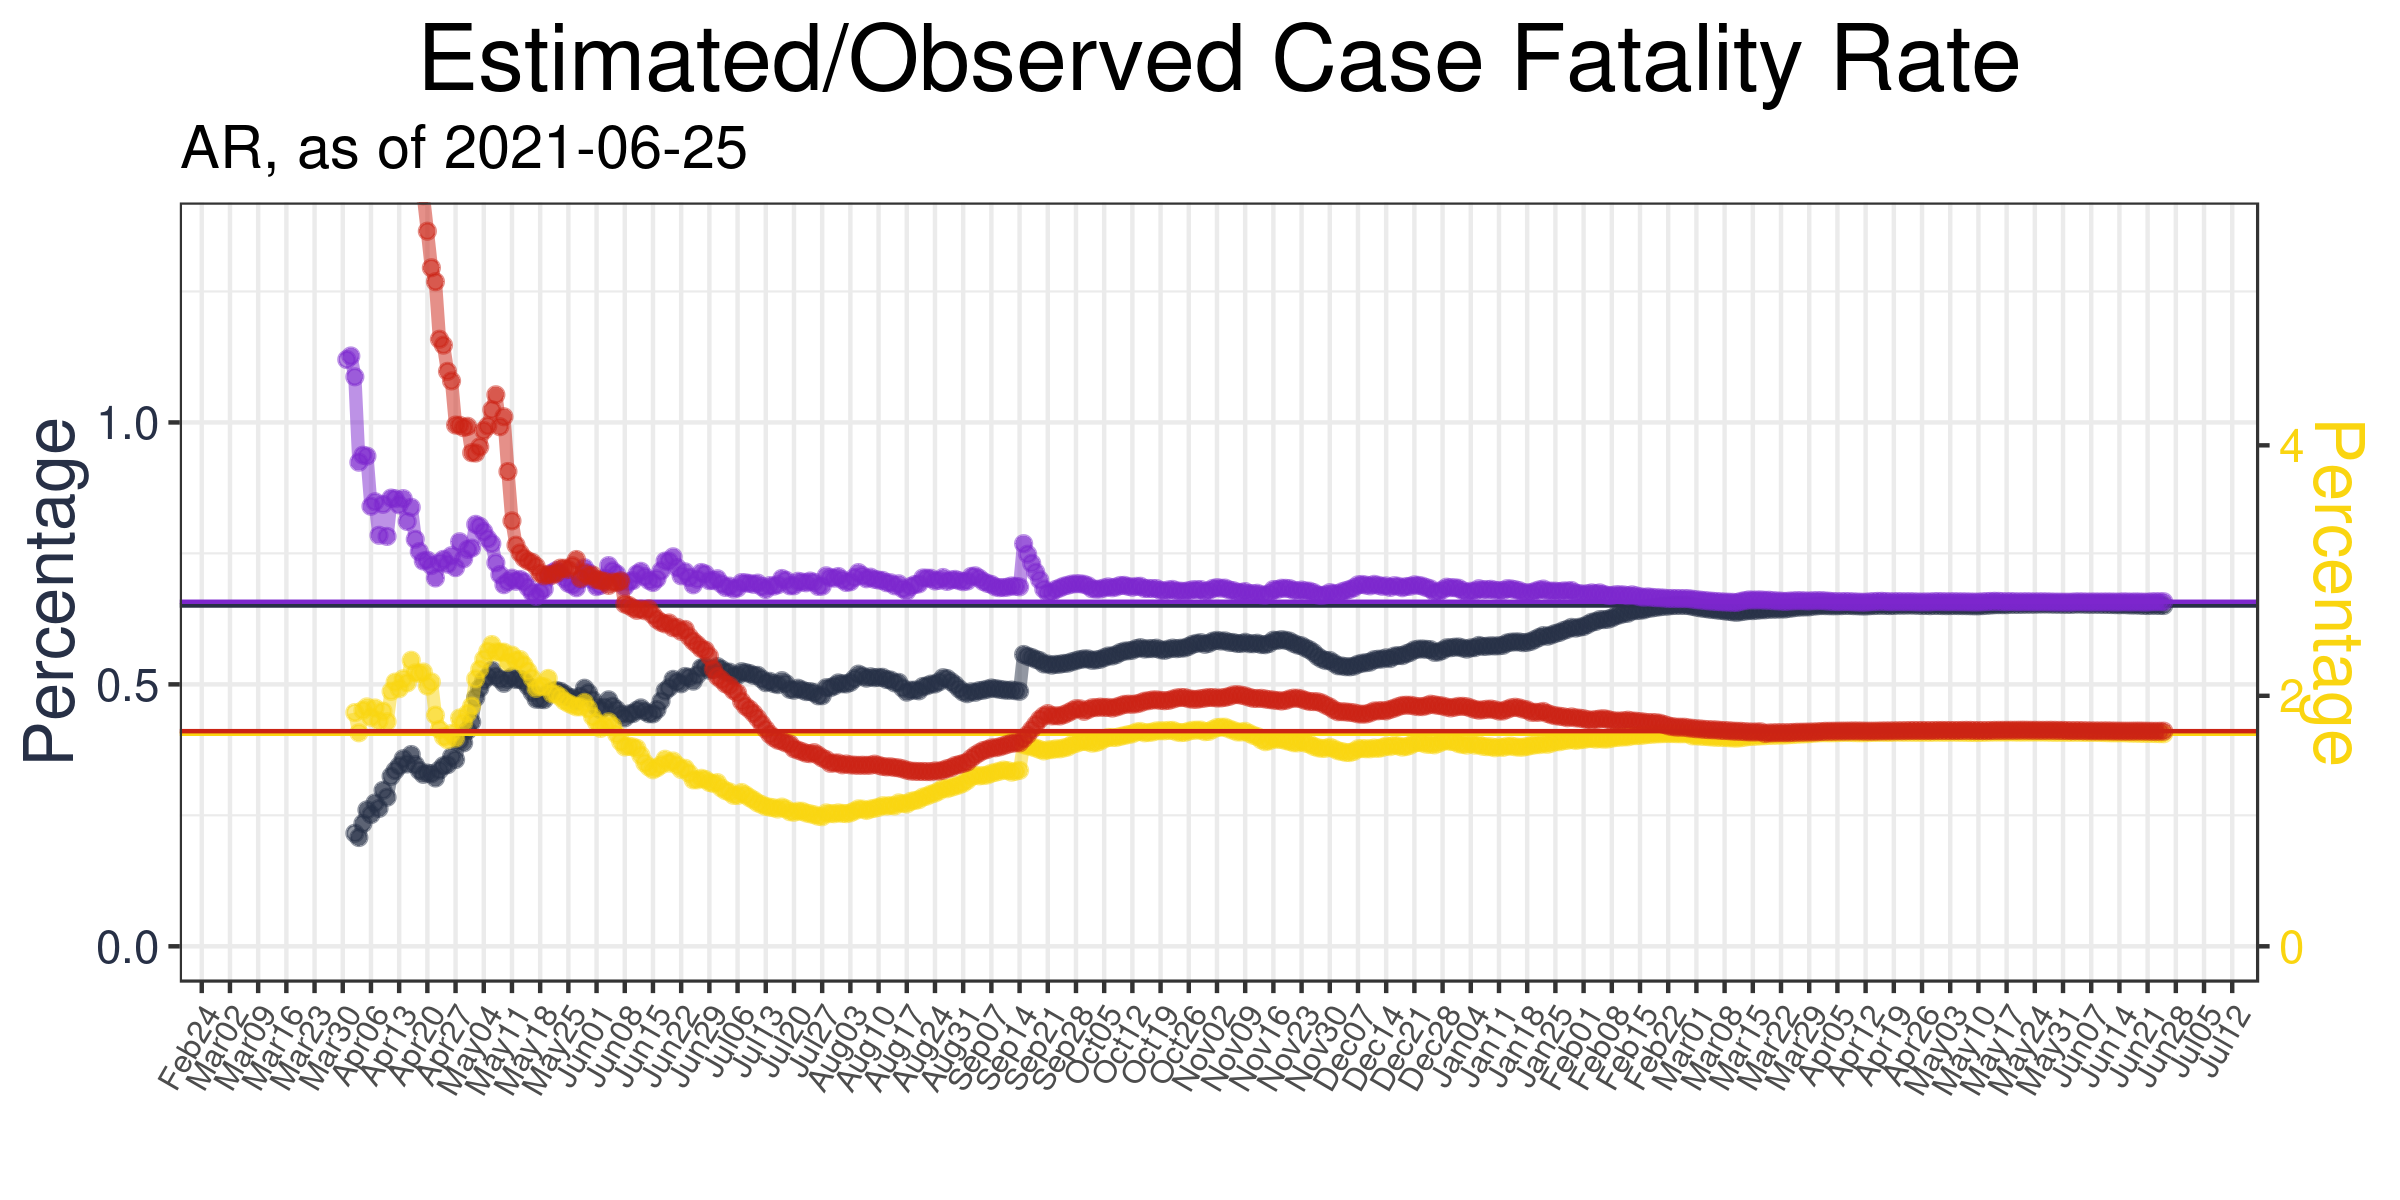 Estimated/Observed Case Fatality Rate
AR, as of 2021-06-25
Percentage
1.0
0.5
0.0
4
2
0
Percentage
Feb24
Mar02
Mar09
Mar16
Mar23
Mar30
Apr06
Apr13
Apr20
Apr27
May04
May11
May18
May25
Jun01
Jun08
Jun15
Jun22
Jun29
Jul06
Jul13
Jul20
Jul27
Aug03
Aug10
Aug17
Aug24
Aug31
Sep07
Sep14
Sep21
Sep28
Oct05
Oct12
Oct19
Oct26
Nov02
Nov09
Nov16
Nov23
Nov30
Dec07
Dec14
Dec21
Dec28
Jan04
Jan11
Jan18
Jan25
Feb01
Feb08
Feb15
Feb22
Mar01
Mar08
Mar15
Mar22
Mar29
Apr05
Apr12
Apr19
Apr26
May03
May10
May17
May24
May31
Jun07
Jun14
Jun21
Jun28
Jul05
Jul12